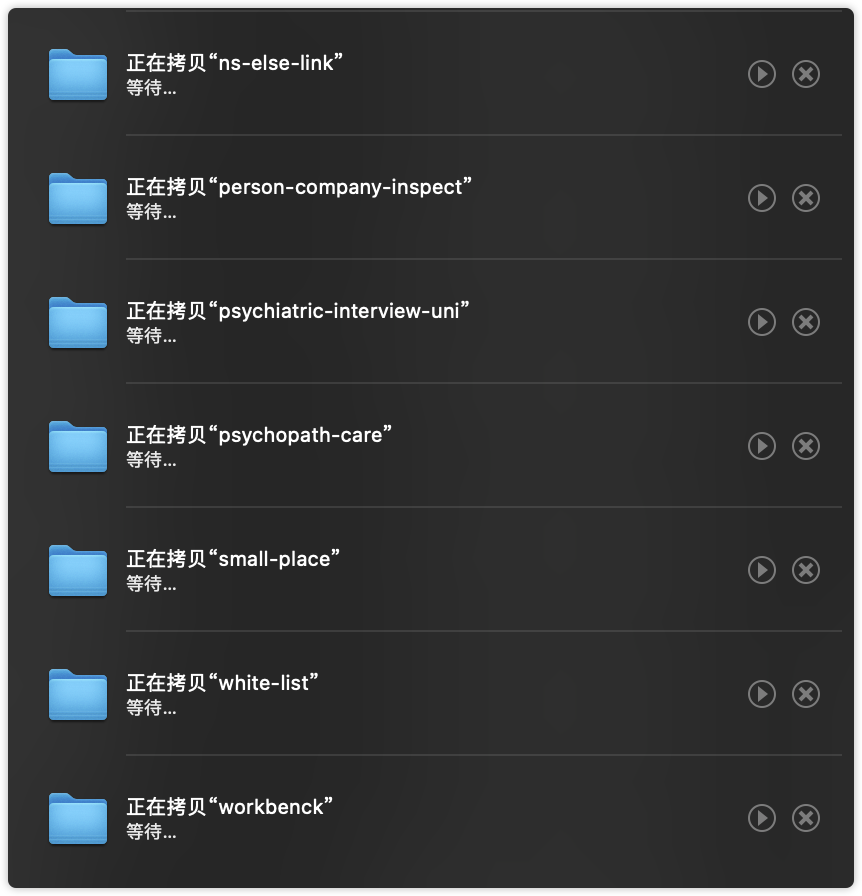 正在拷贝“ns-else-link”
等待...
正在拷贝“person-company-inspect”
等待...
正在拷贝“psychiatric-interview-uni”
等待...
正在拷贝“psychopath-care”
等待...
正在拷贝“small-place”
等待...
正在拷贝“white-list”
等待...
正在拷贝“workbenck”
等待...